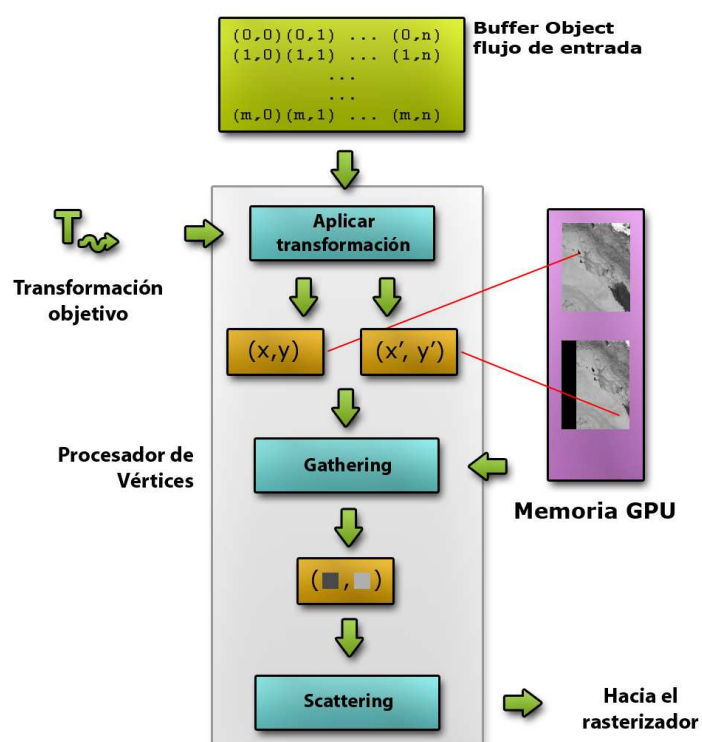 Buffer Object
flujo de entrada
(0,0)(0,1) ... (0,n)
(1,0)(1,1) ... (1,n)
...
...
(m,0)(m,1) ... (m,n)
T
Transformación
objetivo
Aplicar
transformación
(x,y)
(x’, y’)
Procesador de
Vértices
Gathering
Memoria GPU
( , )
Scattering
Hacia el
rasterizador